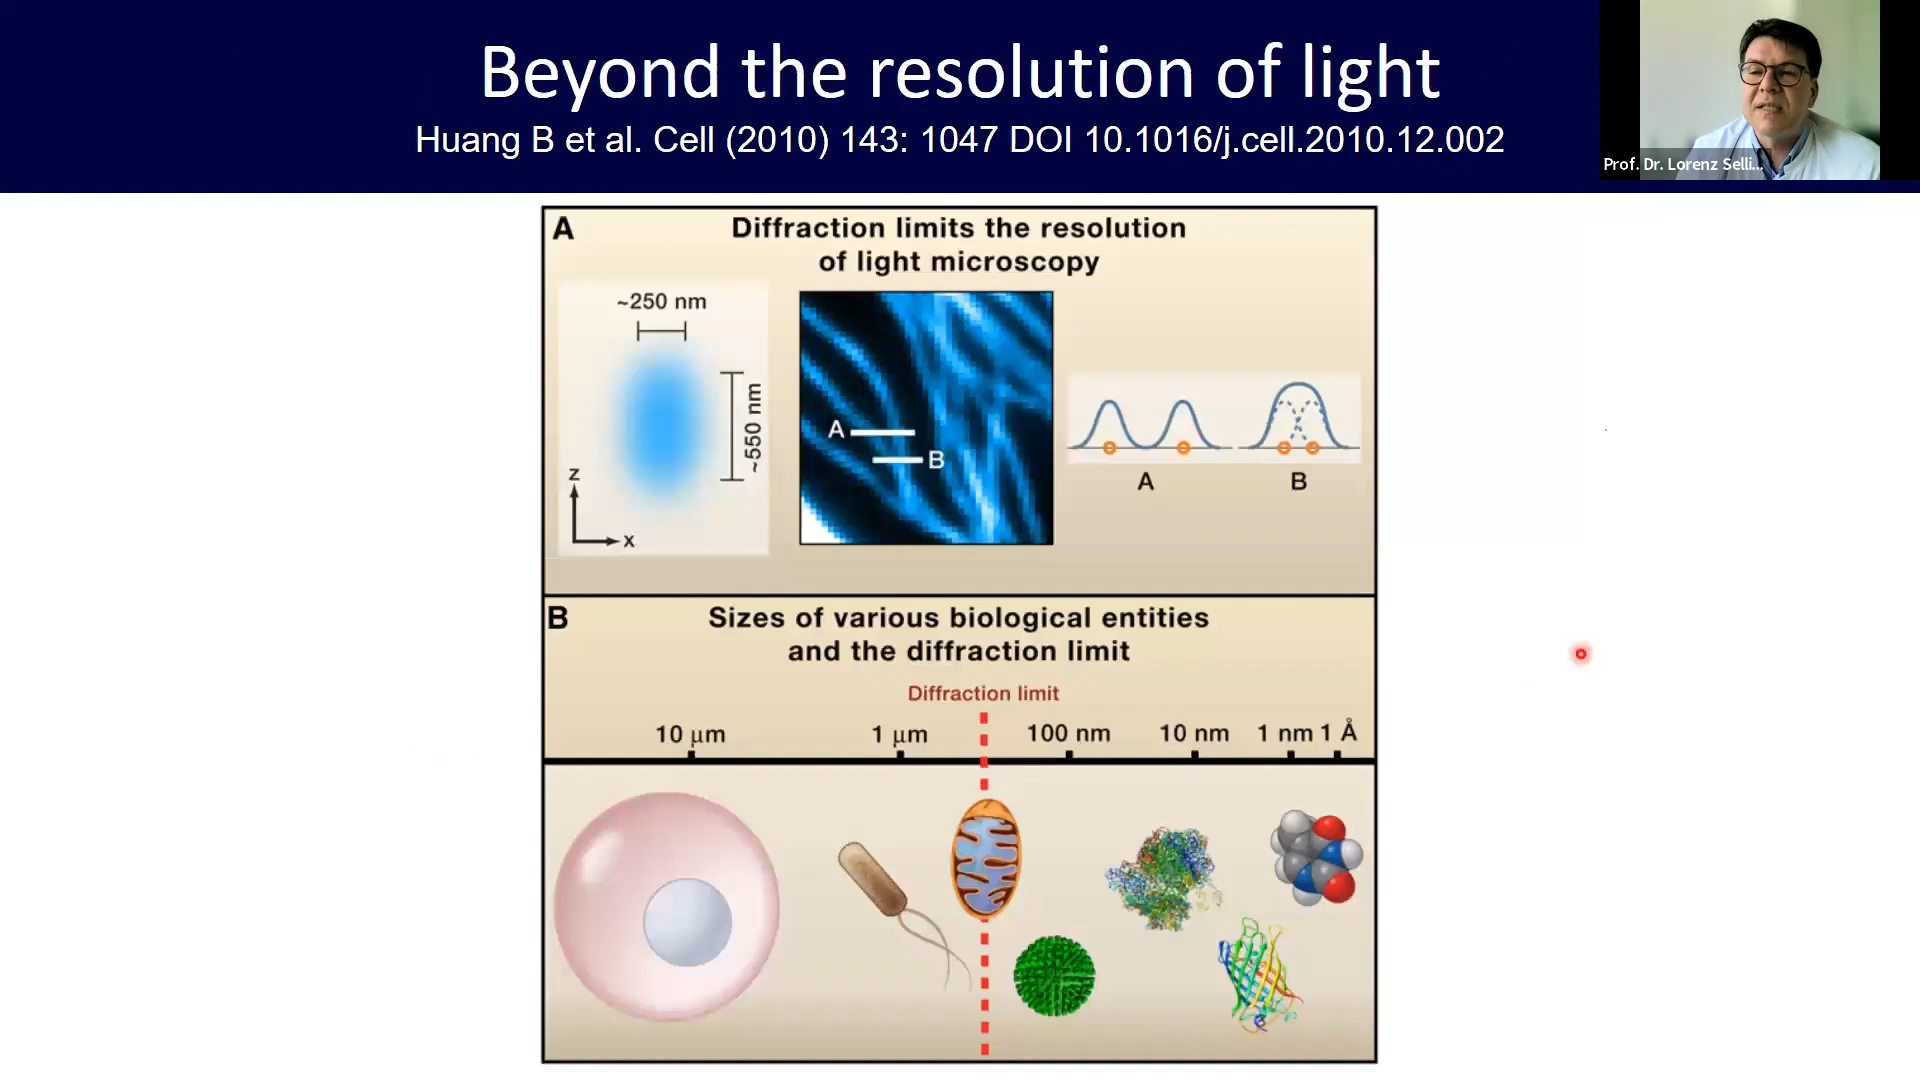 Beyond the resolution of light
Huang B et al. Cell (2010) 143: 1047 DOI 10.1016/j.cell.2010.12.002
Prof. Dr. Lorenz Selli...
A
Diffraction limits the resolution
of light microscopy
~250 nm
~550 nm
z
x
A
B
A
B
B
Sizes of various biological entities
and the diffraction limit
Diffraction limit
10 μm
1 μm
100 nm
10 nm
1 nm
1 Å